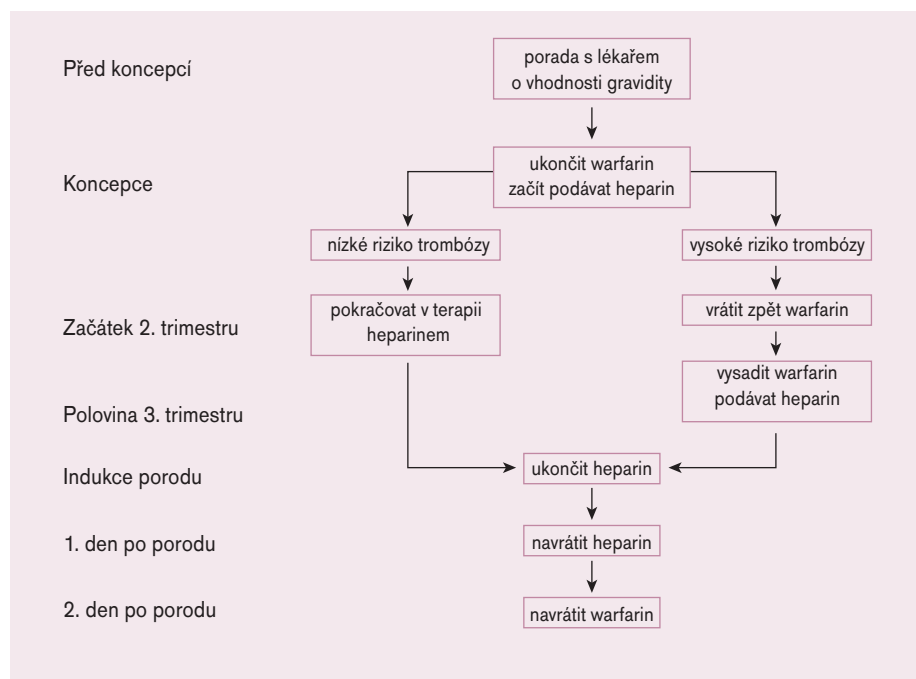 Před koncepcí
porada s lékařem
o vhodnosti gravidity
Koncepce
ukončit warfarin
začít podávat heparin
nízké riziko trombózy
vysoké riziko trombózy
Začátek 2. trimestru
pokračovat v terapii
heparinem
vrátit zpět warfarin
vysadit warfarin
podávat heparin
Polovina 3. trimestru
Indukce porodu
ukončit heparin
1. den po porodu
navrátit heparin
2. den po porodu
navrátit warfarin